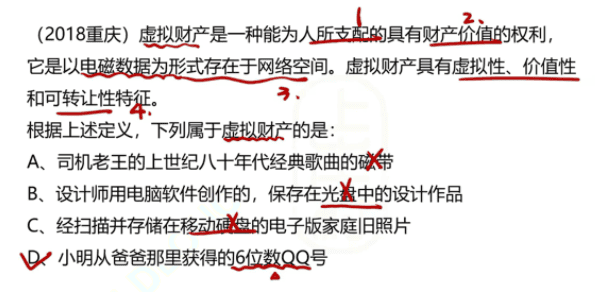 （2018重庆）虚拟财产是一种能为人所支配的具有财产价值的权利，
1 2.
它是以电磁数据为形式存在于网络空间。虚拟财产具有虚拟性、价值性
3.
和可转让性特征。
4.
根据上述定义，下列属于虚拟财产的是：
A、司机老王的上世纪八十年代经典歌曲的磁带
B、设计师用电脑软件创作的，保存在光盘中的设计作品
C、经扫描并存储在移动硬盘的电子版家庭旧照片
D、小明从爸爸那里获得的6位数QQ号